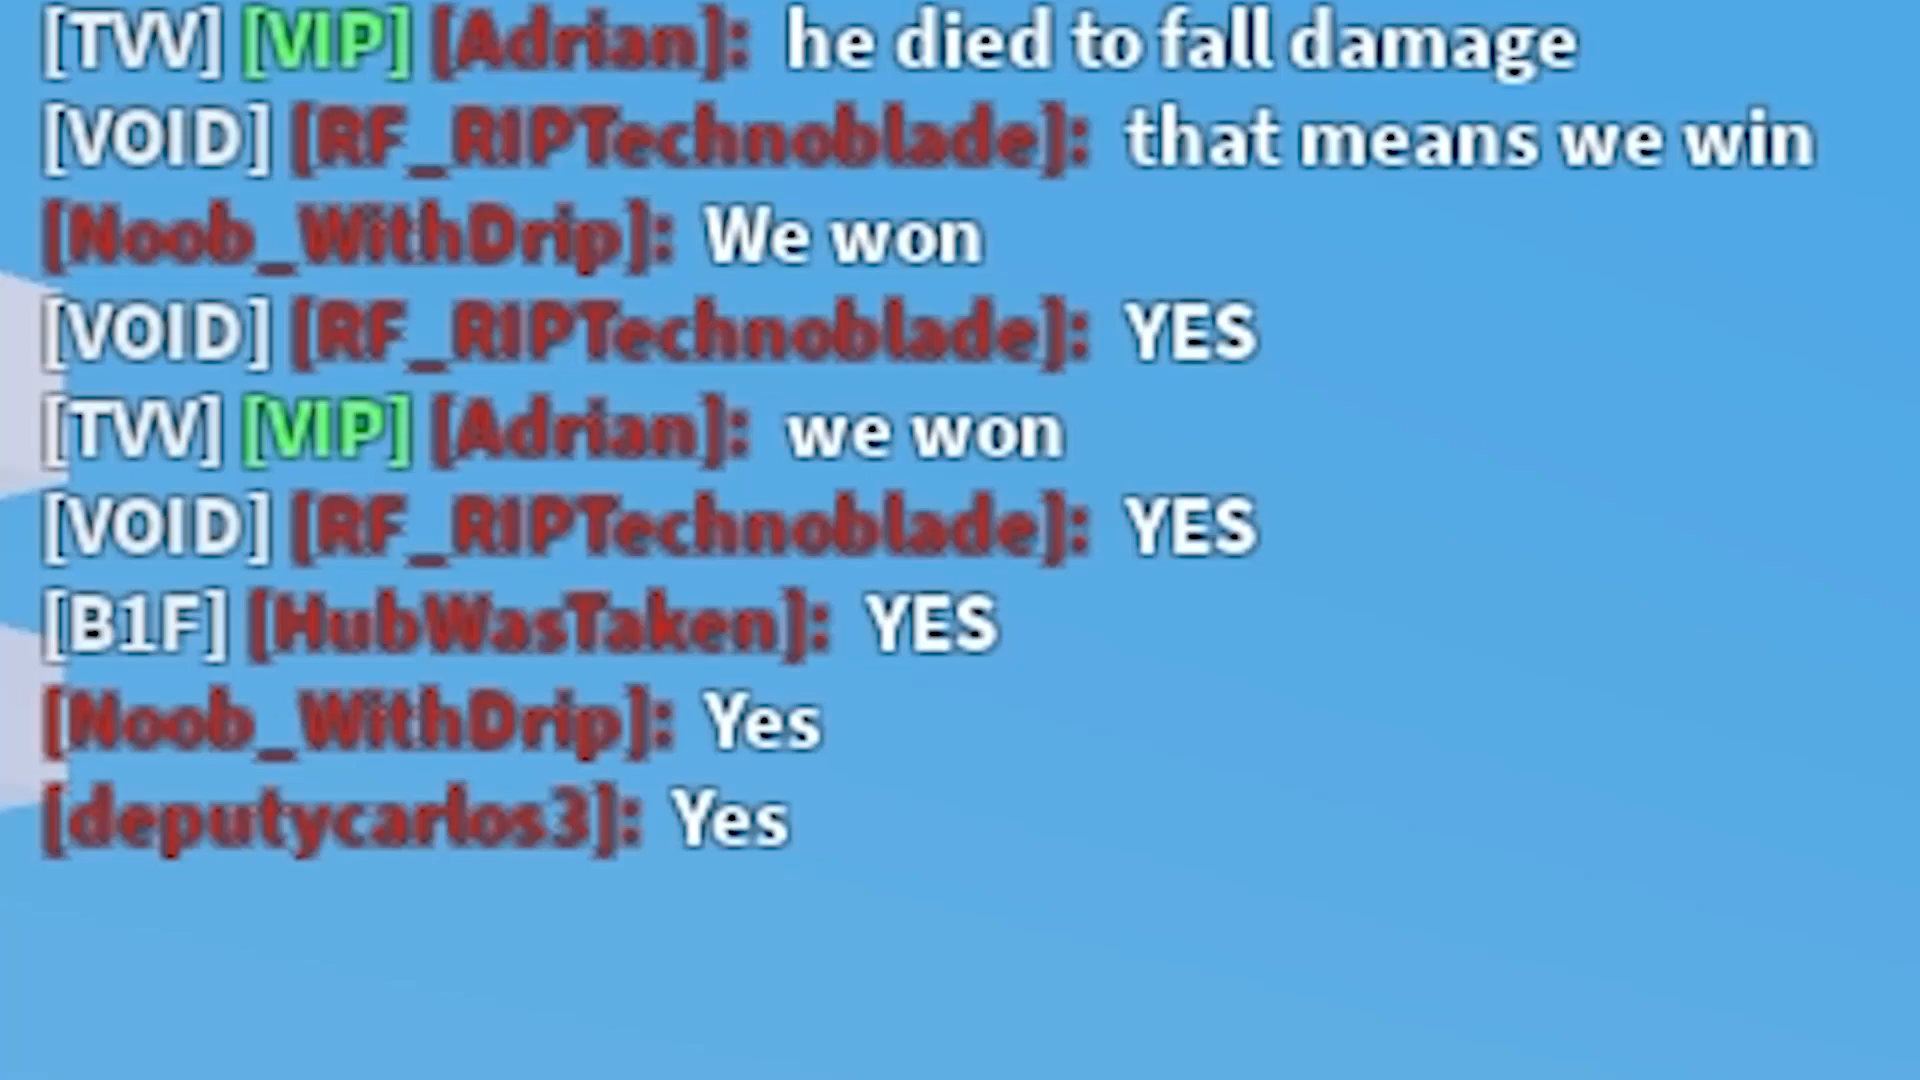 [TVV] [VIP] [Adrian]: he died to fall damage
[VOID] [RF_RIPTechnoblade]: that means we win
[Noob_WithDrip]: We won
[VOID] [RF_RIPTechnoblade]: YES
[TVV] [VIP] [Adrian]: we won
[VOID] [RF_RIPTechnoblade]: YES
[B1F] [HubWasTaken]: YES
[Noob_WithDrip]: Yes
[deputycarlos3]: Yes